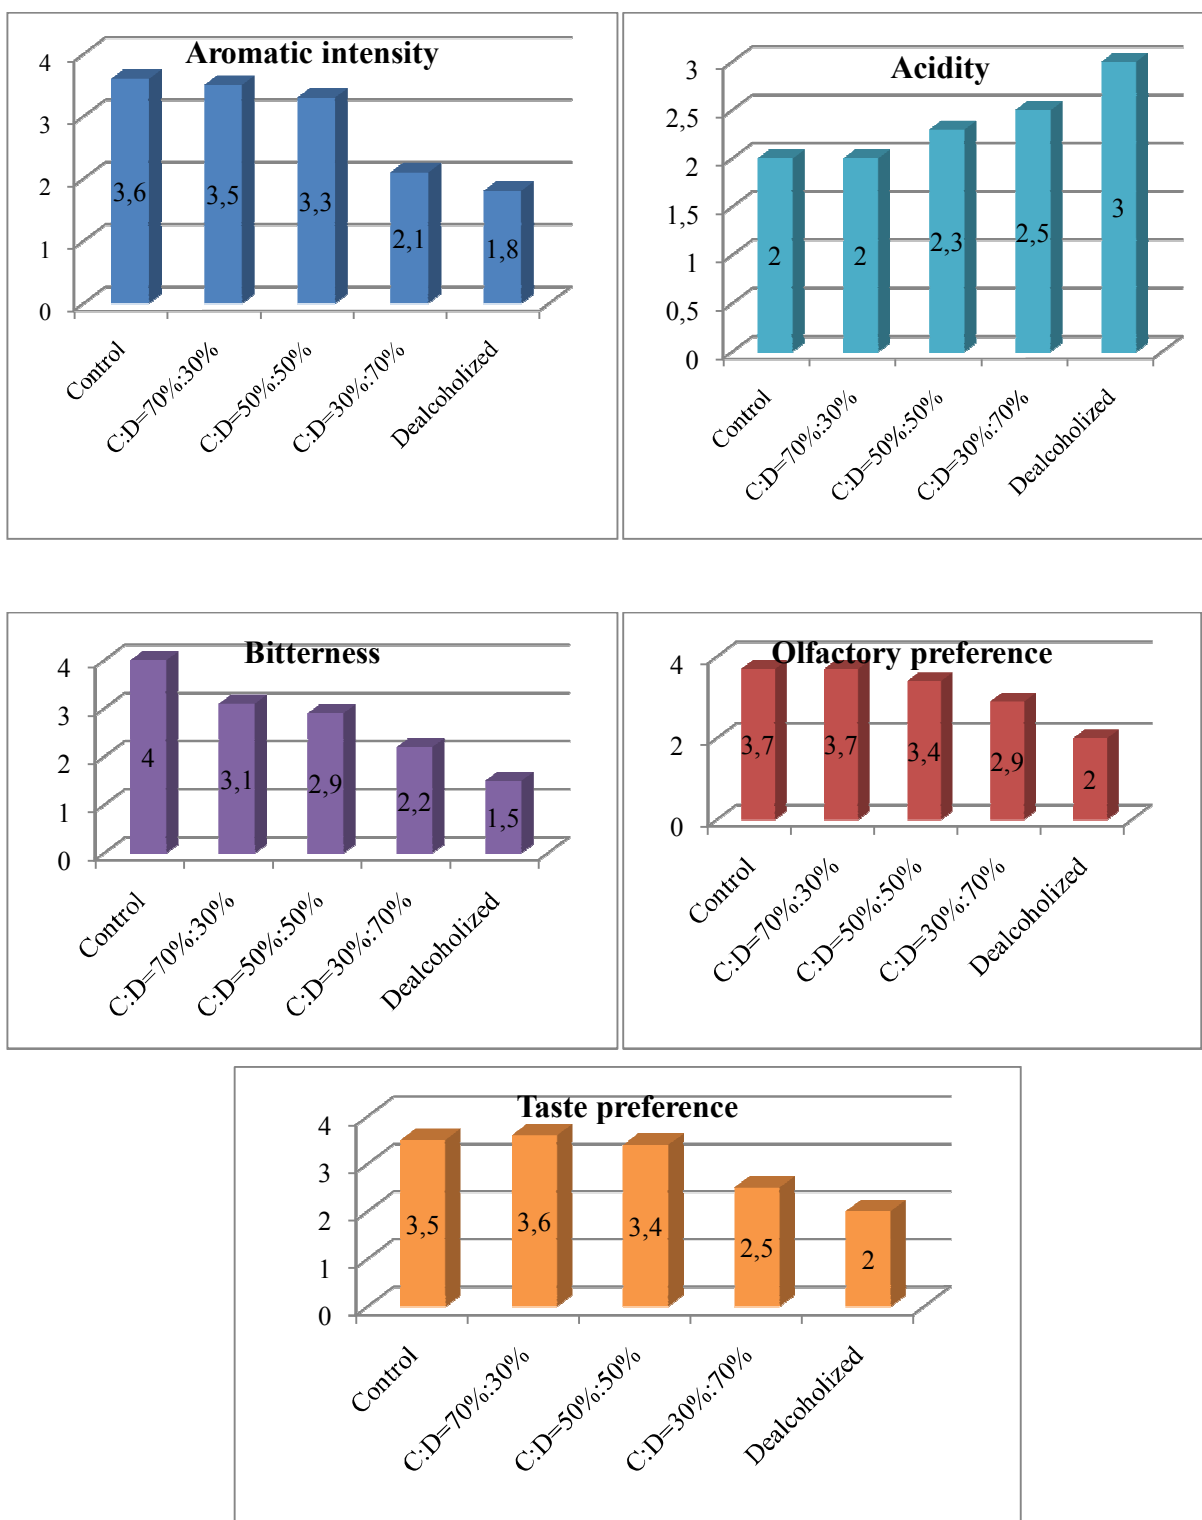 Aromatic intensity
4
3
2
1
0
3,6
3,5
3,3
2,1
1,8
Control
C:D=70%:30%
C:D=50%:50%
C:D=30%:70%
Dealcoholized
Acidity
3
2,5
2
1,5
1
0,5
0
2
2
2,3
2,5
3
Control
C:D=70%:30%
C:D=50%:50%
C:D=30%:70%
Dealcoholized
Bitterness
4
3
2
1
0
4
3,1
2,9
2,2
1,5
Control
C:D=70%:30%
C:D=50%:50%
C:D=30%:70%
Dealcoholized
Olfactory preference
4
2
0
3,7
3,7
3,4
2,9
2
Control
C:D=70%:30%
C:D=50%:50%
C:D=30%:70%
Dealcoholized
Taste preference
4
3
2
1
0
3,5
3,6
3,4
2,5
2
Control
C:D=70%:30%
C:D=50%:50%
C:D=30%:70%
Dealcoholized